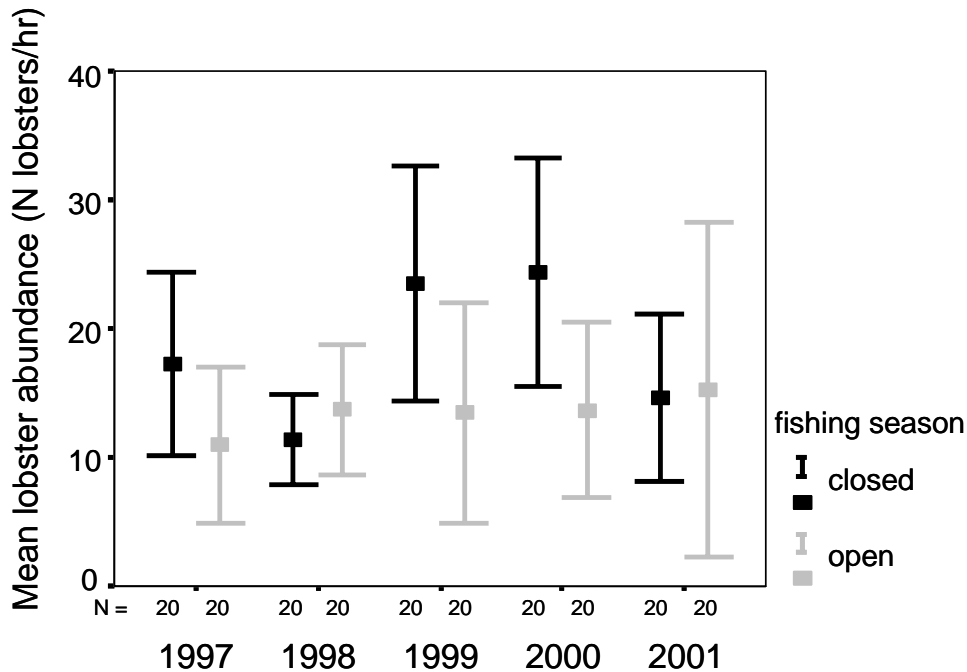 Mean lobster abundance (N lobsters/hr)
40
30
20
10
0
N = 20 20 20 20 20 20 20 20 20 20
1997 1998 1999 2000 2001
fishing season
closed
open